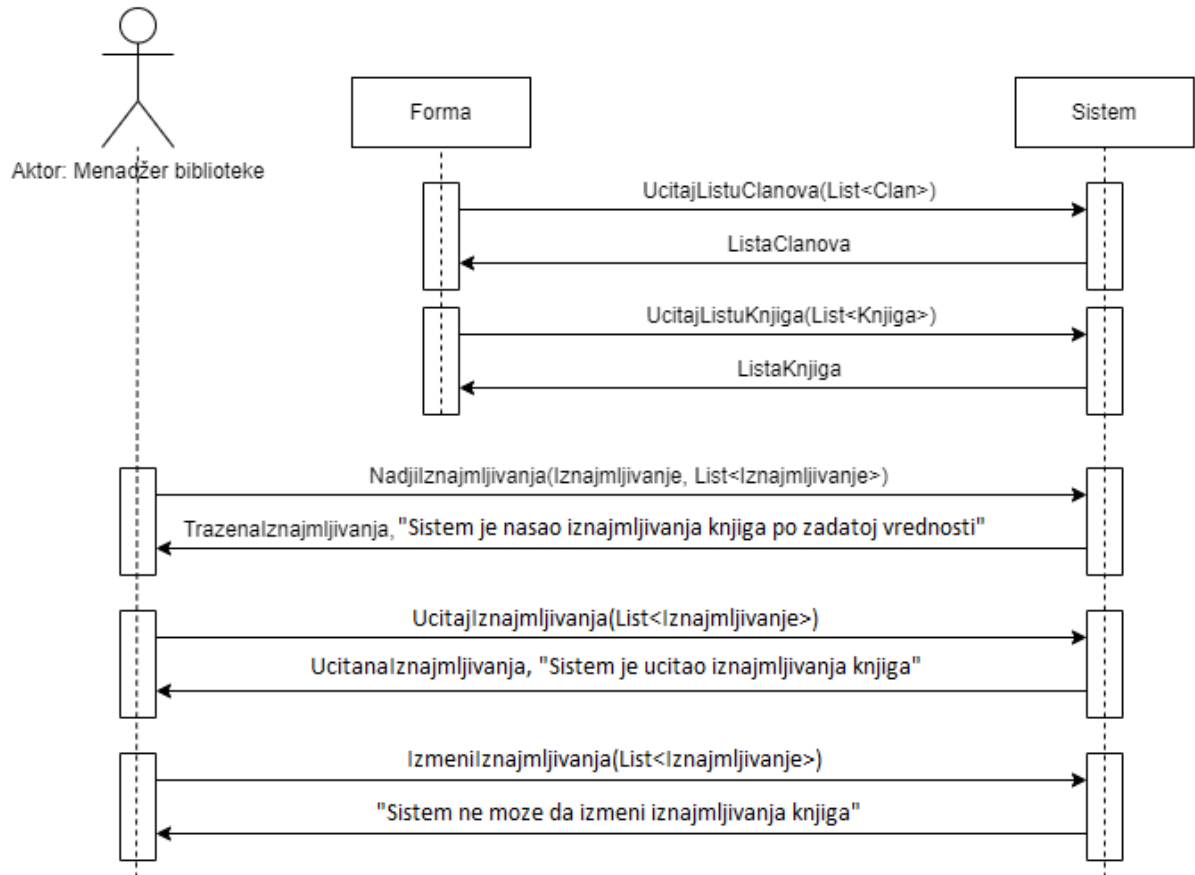 Forma
Sistem
Aktor: Menadžer biblioteke
UcitajListuClanova(List<Clan>)
ListaClanova
UcitajListuKnjiga(List<Knjiga>)
ListaKnjiga
NadjiIznajmljivanja(Iznajmljivanje, List<Iznajmljivanje>)
TrazenaIznajmljivanja, "Sistem je nasao iznajmljivanja knjiga po zadatoj vrednosti"
UcitajIznajmljivanja(List<Iznajmljivanje>)
UcitanaIznajmljivanja, "Sistem je ucitao iznajmljivanja knjiga"
IzmeniIznajmljivanja(List<Iznajmljivanje>)
"Sistem ne moze da izmeni iznajmljivanja knjiga"